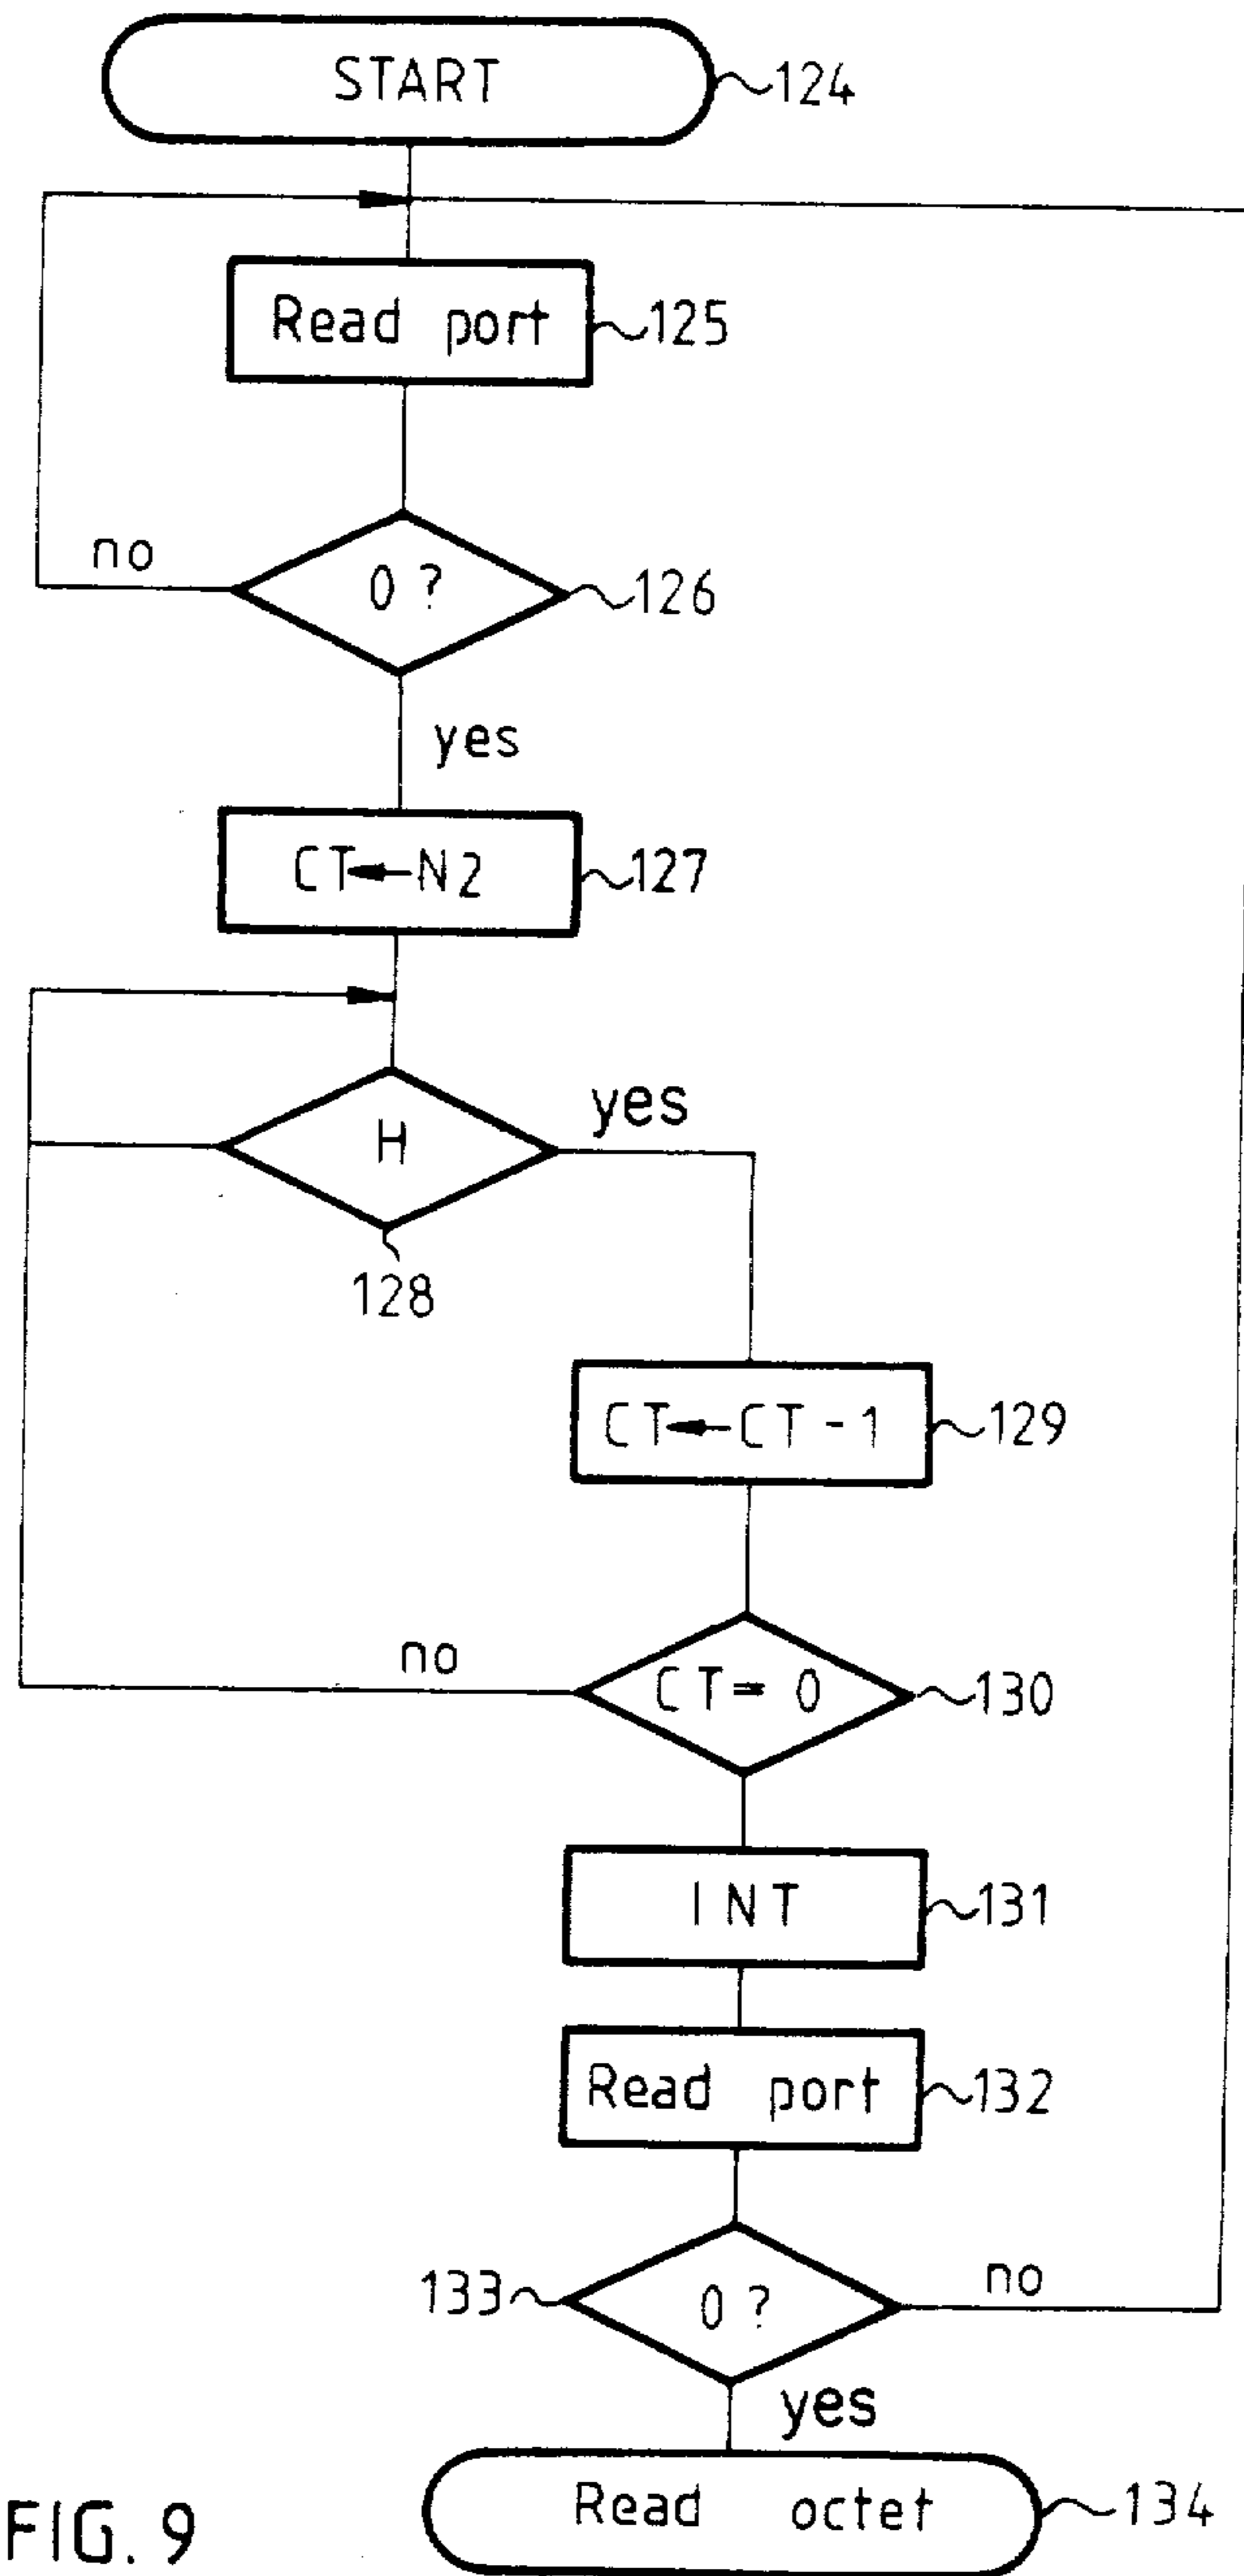 START
124
Read port
125
no
0 ?
126
yes
CT←N2
127
H
yes
128
CT←CT-1
129
no
CT= 0
130
INT
131
Read port
132
133
0 ?
no
yes
Read octet
134
FIG. 9